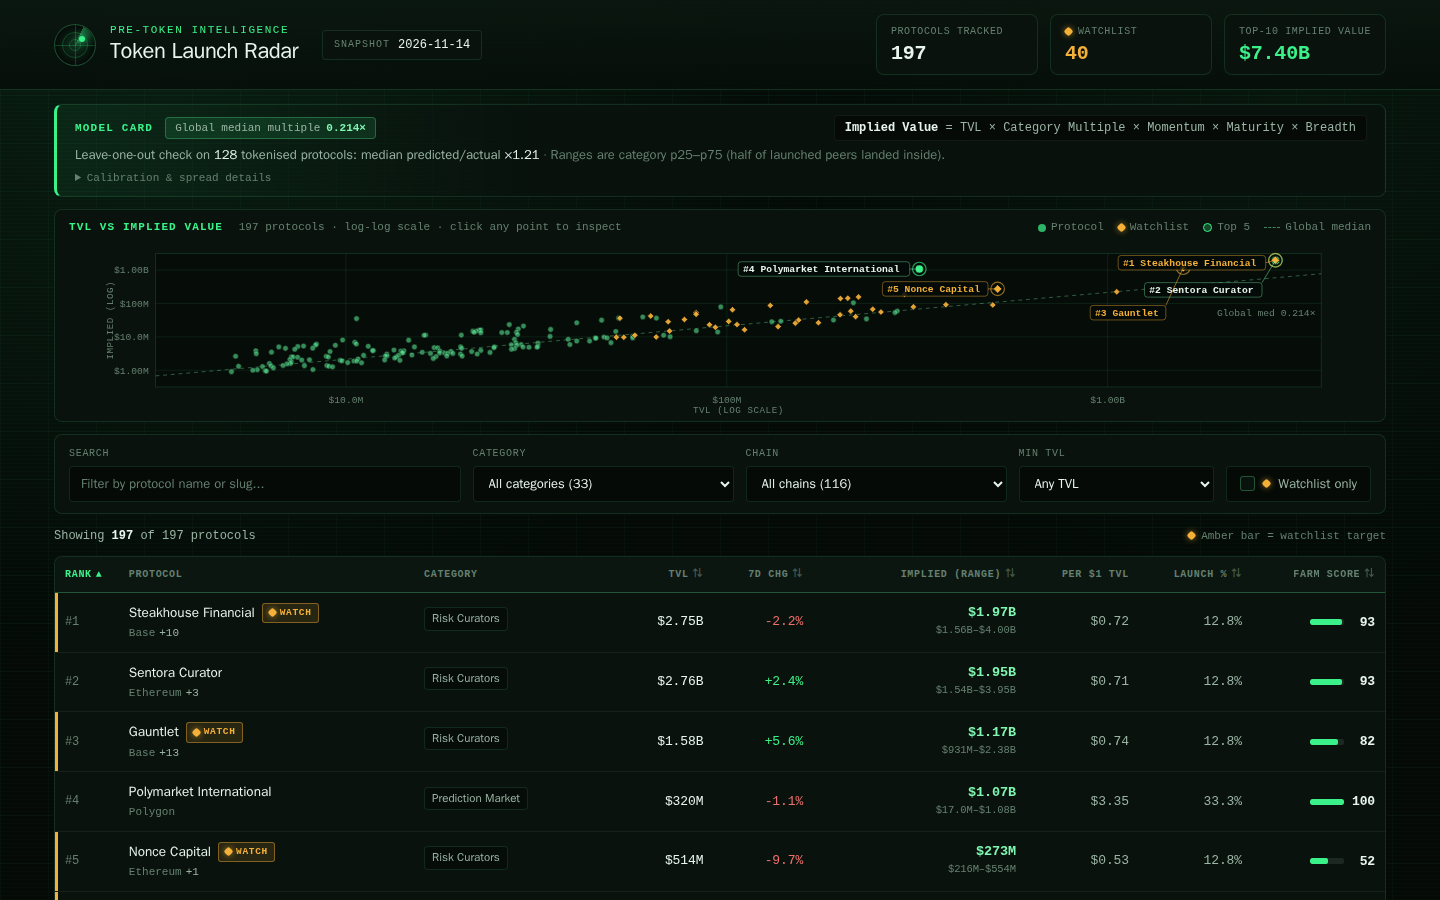 PRE-TOKEN INTELLIGENCE
Token Launch Radar
SNAPSHOT 2026-11-14
PROTOCOLS TRACKED
197
WATCHLIST
40
TOP-10 IMPLIED VALUE
$7.40B
MODEL CARD
Global median multiple 0.214×
Implied Value = TVL × Category Multiple × Momentum × Maturity × Breadth
Leave-one-out check on 128 tokenised protocols: median predicted/actual ×1.21 · Ranges are category p25–p75 (half of launched peers landed inside).
▶ Calibration & spread details
TVL VS IMPLIED VALUE 197 protocols · log-log scale · click any point to inspect
Protocol Watchlist Top 5 Global median
IMPLIED (LOG)
$1.00B
$100M
$10.0M
$1.00M
#4 Polymarket International
#1 Steakhouse Financial
#5 Nonce Capital
#2 Sentora Curator
#3 Gauntlet
Global med 0.214×
$10.0M
$100M
$1.00B
TVL (LOG SCALE)
SEARCH
Filter by protocol name or slug...
CATEGORY
All categories (33)
CHAIN
All chains (116)
MIN TVL
Any TVL
Watchlist only
Showing 197 of 197 protocols
Amber bar = watchlist target
RANK ▲ PROTOCOL CATEGORY TVL ⇅ 7D CHG ⇅ IMPLIED (RANGE) ⇅ PER $1 TVL LAUNCH % ⇅ FARM SCORE ⇅
#1 Steakhouse Financial WATCH Risk Curators $2.75B -2.2% $1.97B $0.72 12.8% 93
Base +10 $1.56B–$4.00B
#2 Sentora Curator Risk Curators $2.76B +2.4% $1.95B $0.71 12.8% 93
Ethereum +3 $1.54B–$3.95B
#3 Gauntlet WATCH Risk Curators $1.58B +5.6% $1.17B $0.74 12.8% 82
Base +13 $931M–$2.38B
#4 Polymarket International Prediction Market $320M -1.1% $1.07B $3.35 33.3% 100
Polygon $17.0M–$1.08B
#5 Nonce Capital WATCH Risk Curators $514M -9.7% $273M $0.53 12.8% 52
Ethereum +1 $216M–$554M